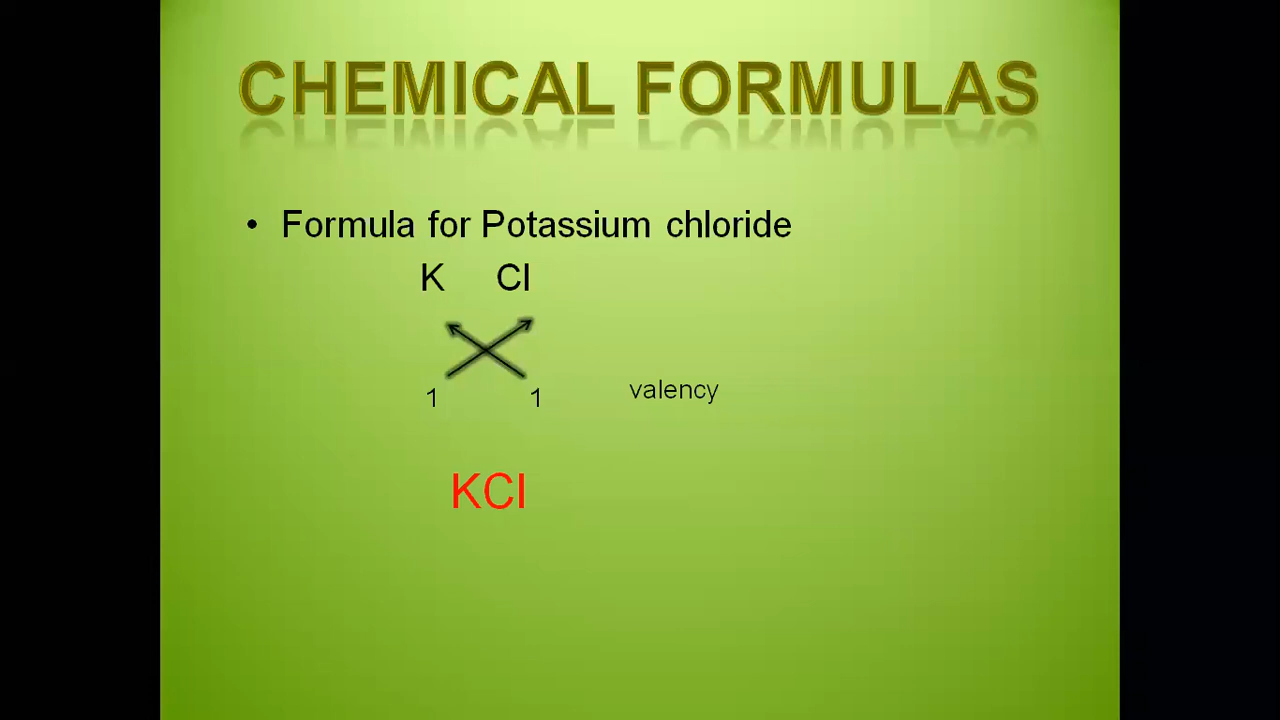 CHEMICAL FORMULAS
• Formula for Potassium chloride
K Cl
1 1 valency
KCl